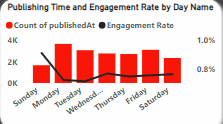 Publishing Time and Engagement Rate by Day Name
Count of publishedAt Engagement Rate
4K
2K
0K
1.0%
0.8%
Sunday
Monday
Tuesday
Wednesd...
Thursday
Friday
Saturday